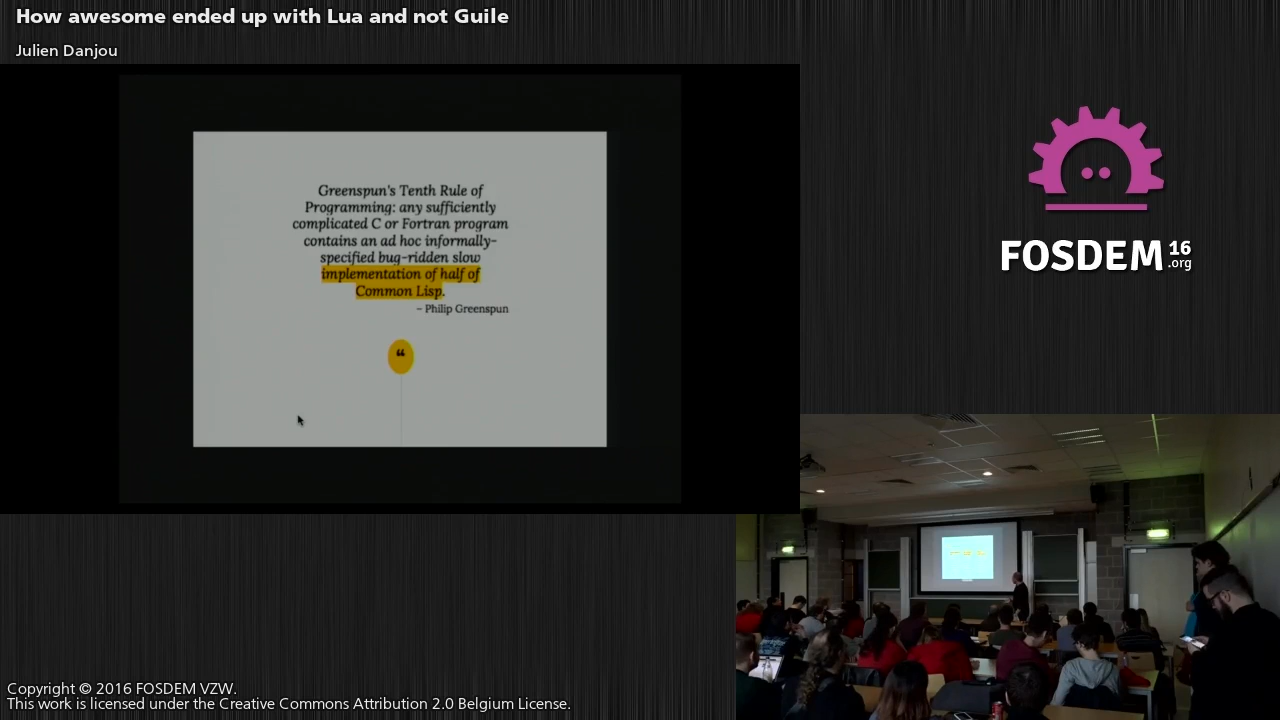 How awesome ended up with Lua and not Guile
Julien Danjou
Greenspun's Tenth Rule of
Programming: any sufficiently
complicated C or Fortran program
contains an ad hoc informally-
specified bug-ridden slow
implementation of half of
Common Lisp.
– Philip Greenspun
“
FOSDEM 16
.org
Copyright © 2016 FOSDEM VZW.
This work is licensed under the Creative Commons Attribution 2.0 Belgium License.